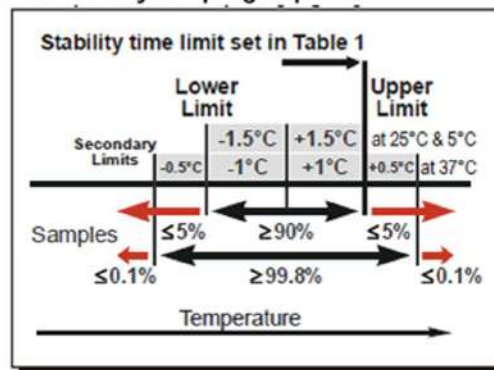 Stability time limit set in Table 1
Lower Limit
Upper Limit
-1.5°C +1.5°C at 25°C & 5°C
Secondary Limits
-0.5°C -1°C +1°C +0.5°C at 37°C
Samples
≤5% ≥90% ≤5%
≤0.1% ≥99.8% ≤0.1%
Temperature